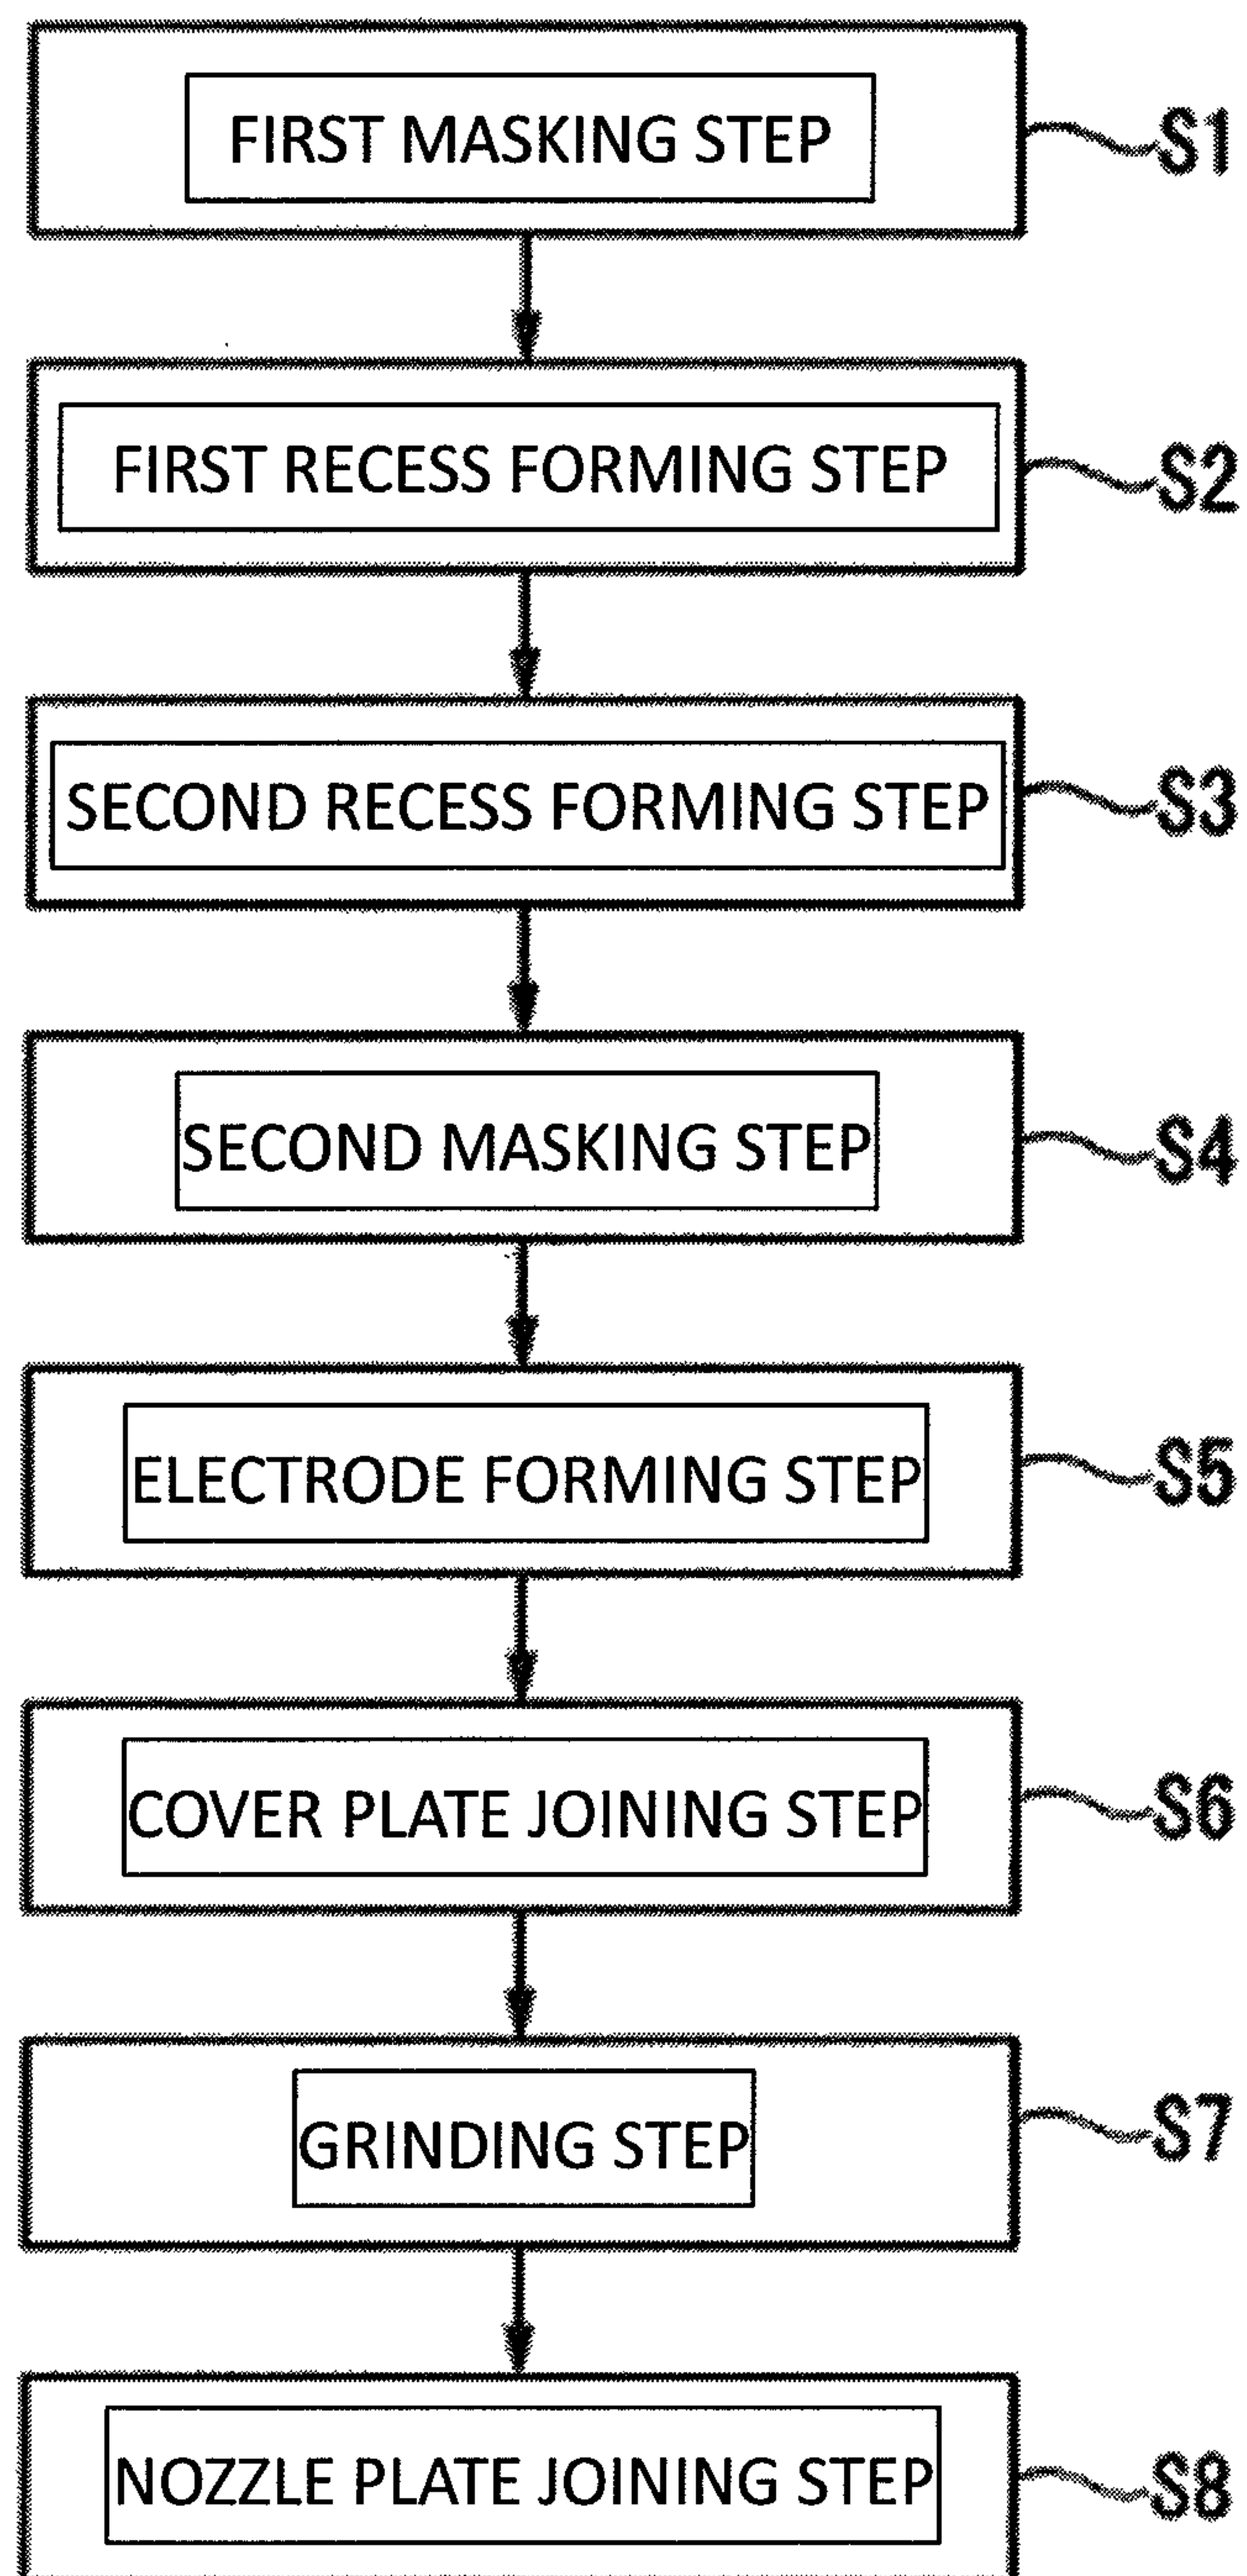 FIRST MASKING STEP S1
FIRST RECESS FORMING STEP S2
SECOND RECESS FORMING STEP S3
SECOND MASKING STEP S4
ELECTRODE FORMING STEP S5
COVER PLATE JOINING STEP S6
GRINDING STEP S7
NOZZLE PLATE JOINING STEP S8